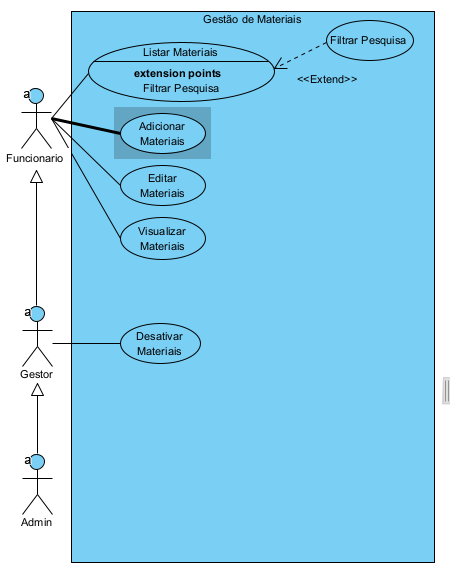 Gestão de Materiais
Filtrar Pesquisa
Listar Materiais
extension points
Filtrar Pesquisa
<<Extend>>
a
Funcionario
Adicionar
Materiais
Editar
Materiais
Visualizar
Materiais
a
Gestor
Desativar
Materiais
a
Admin